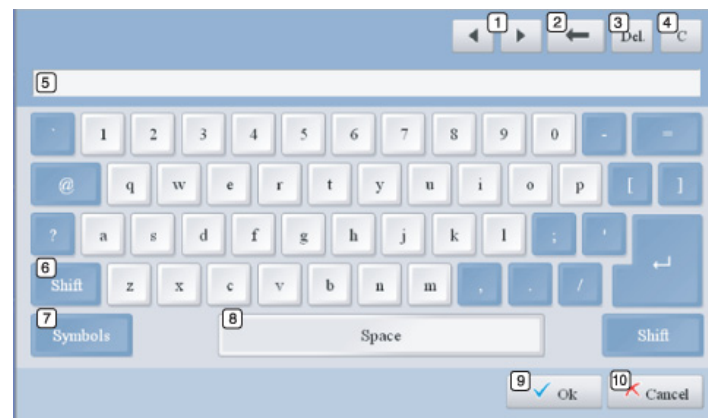 1 2 3 Del. 4 C
5
` 1 2 3 4 5 6 7 8 9 0 - =
@ q w e r t y u i o p [ ]
? a s d f g h j k l ; '
6 Shift z x c v b n m , . /
7 Symbols 8 Space Shift
9 Ok 10 Cancel